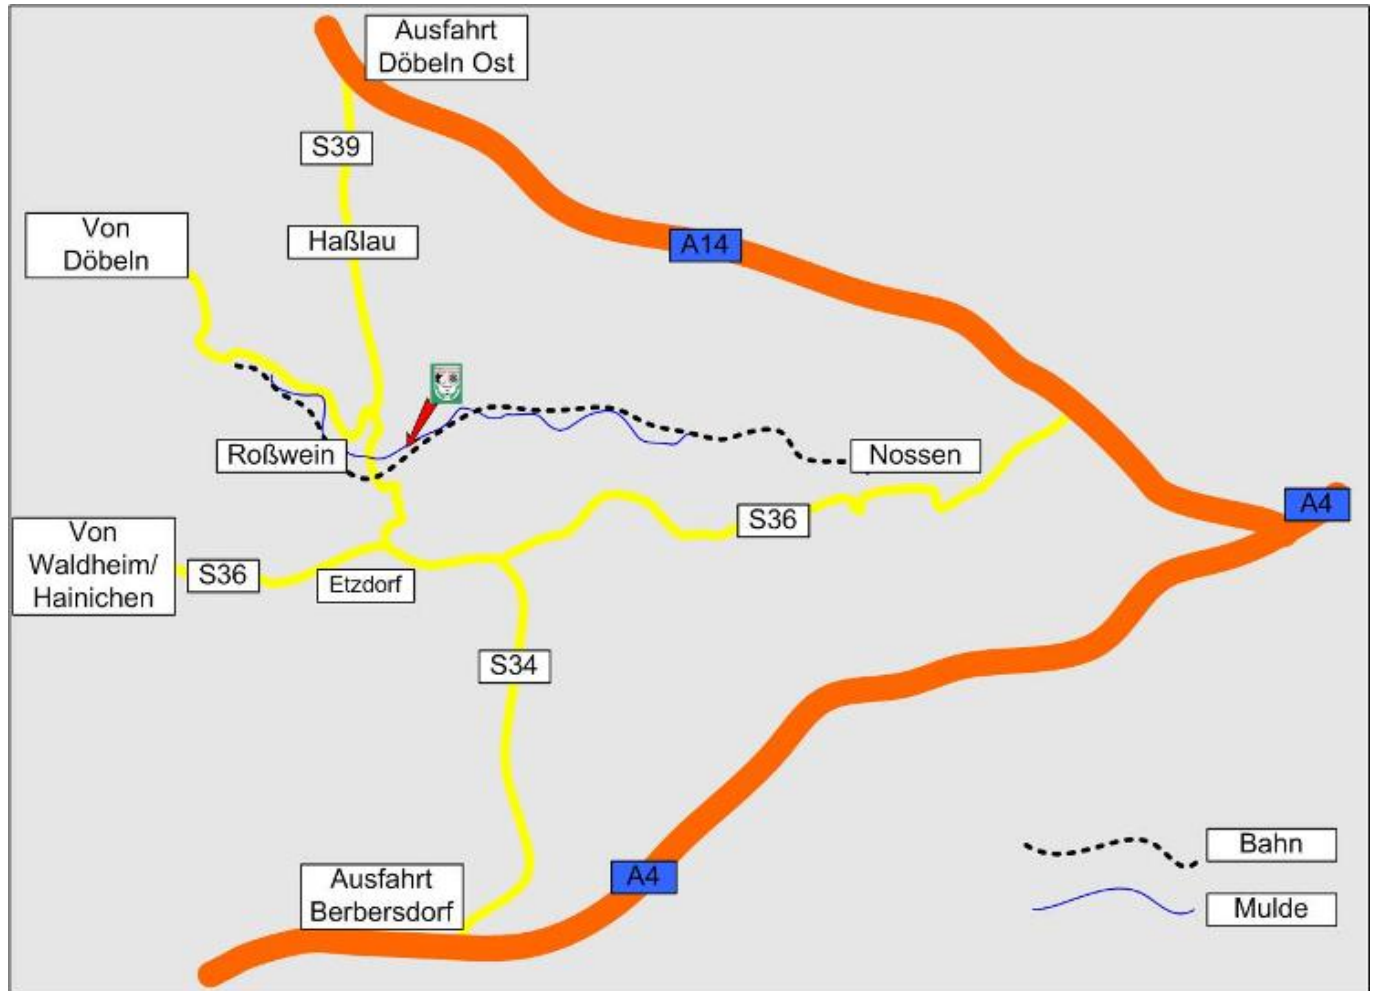 Ausfahrt
Döbeln Ost
S39
Von
Döbeln
Haßlau
A14
Roßwein
Nossen
A4
S36
Von
Waldheim/
Hainichen
S36
Etzdorf
S34
Bahn
Ausfahrt
Berbersdorf
A4
Mulde